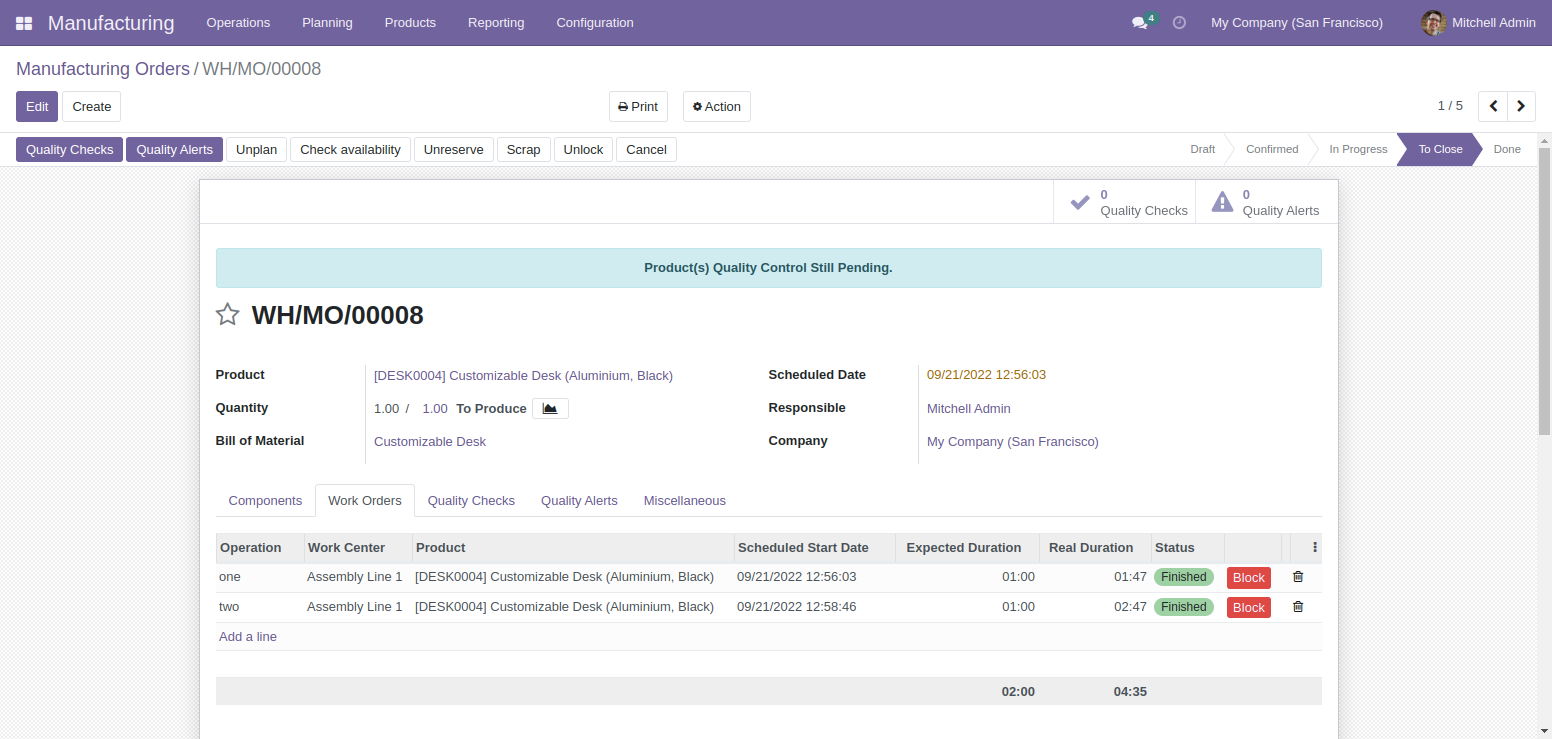 Manufacturing Operations Planning Products Reporting Configuration 4 My Company (San Francisco) Mitchell Admin
Manufacturing Orders / WH/MO/00008
Edit Create Print Action 1 / 5
Quality Checks Quality Alerts Unplan Check availability Unreserve Scrap Unlock Cancel Draft Confirmed In Progress To Close Done
0 Quality Checks 0 Quality Alerts
Product(s) Quality Control Still Pending.
WH/MO/00008
Product [DESK0004] Customizable Desk (Aluminium, Black) Scheduled Date 09/21/2022 12:56:03
Quantity 1.00 / 1.00 To Produce Responsible Mitchell Admin
Bill of Material Customizable Desk Company My Company (San Francisco)
Components Work Orders Quality Checks Quality Alerts Miscellaneous
Operation Work Center Product Scheduled Start Date Expected Duration Real Duration Status
one Assembly Line 1 [DESK0004] Customizable Desk (Aluminium, Black) 09/21/2022 12:56:03 01:00 01:47 Finished Block
two Assembly Line 1 [DESK0004] Customizable Desk (Aluminium, Black) 09/21/2022 12:58:46 01:00 02:47 Finished Block
Add a line
02:00 04:35